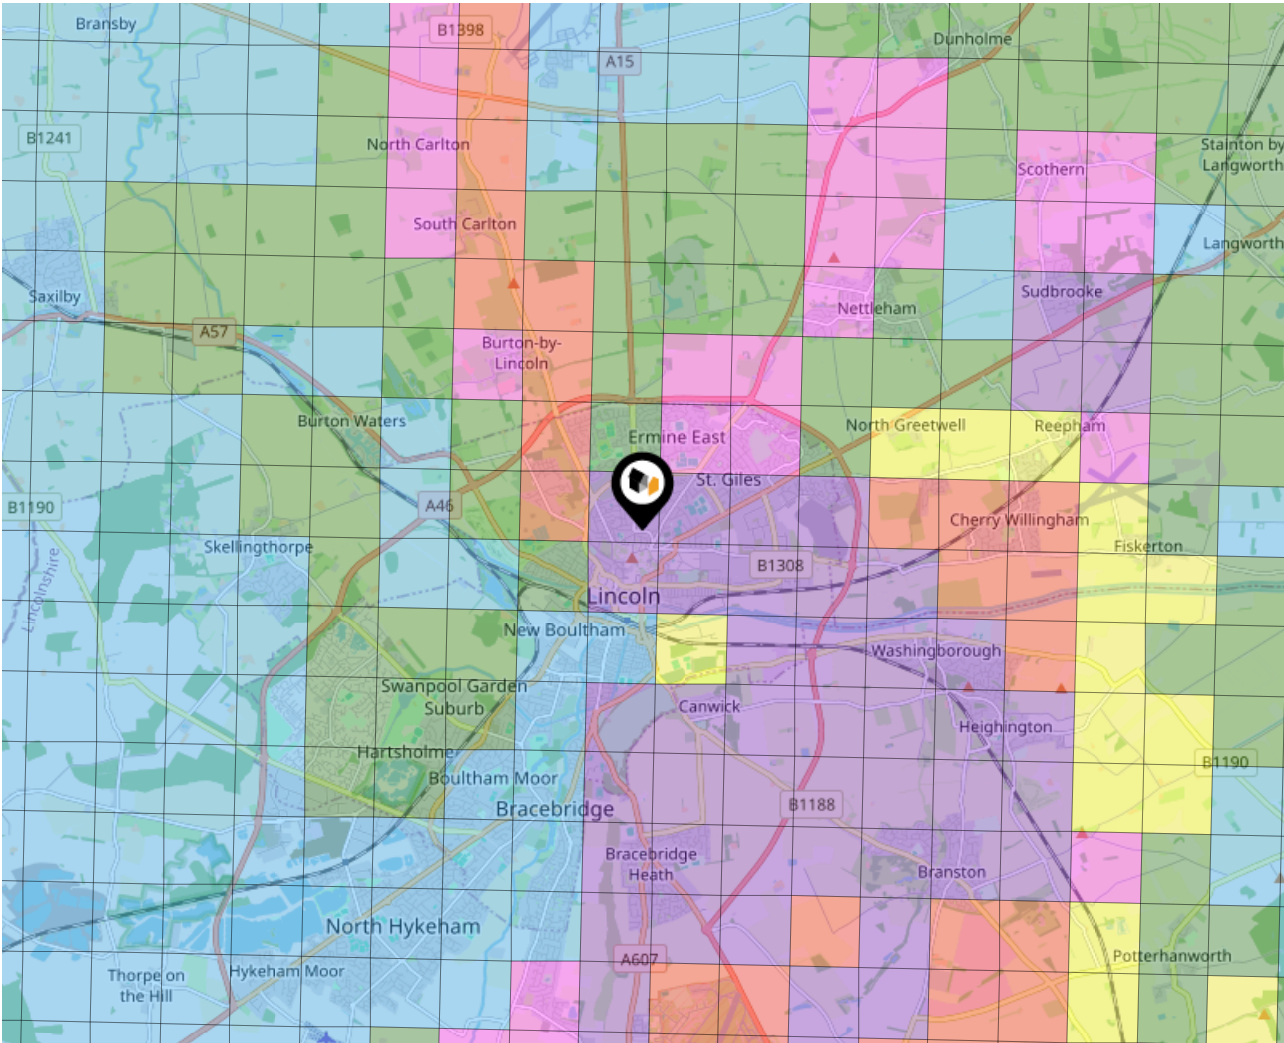 Bransby
B1398
A15
Dunholme
B1241
North Carlton
Stainton by
Langworth
Scothern
South Carlton
Langworth
Saxilby
Sudbrooke
Nettleham
A57
Burton-by-
Lincoln
Burton Waters
North Greetwell
Reepham
Ermine East
St. Giles
B1190
A46
Cherry Willingham
Skellingthorpe
Fiskerton
B1308
Lincolnshire
Lincoln
New Boultham
Washingborough
Swanpool Garden
Suburb
Canwick
Heighington
Hartsholme
B1190
Boultham Moor
Bracebridge
B1188
Bracebridge
Heath
Branston
North Hykeham
A607
Potterhanworth
Thorpe on
the Hill
Hykeham Moor